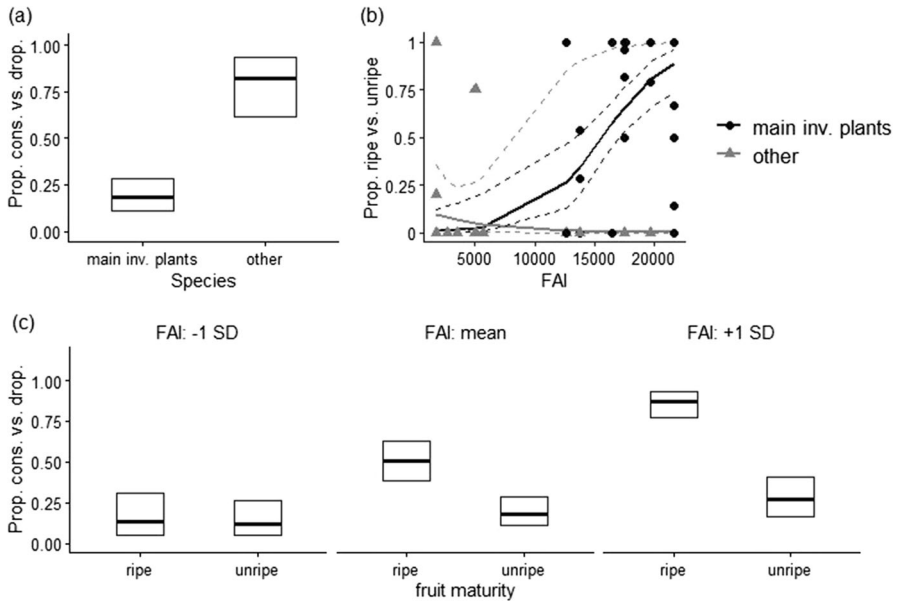 (a)
Prop. cons. vs. drop.
1.00
0.75
0.50
0.25
0.00
main inv. plants other
Species
(b)
Prop. ripe vs. unripe
1
0.75
0.5
0.25
0
5000 10000 15000 20000
FAI
main inv. plants
other
(c)
FAI: -1 SD FAI: mean FAI: +1 SD
Prop. cons. vs. drop.
1.00
0.75
0.50
0.25
0.00
ripe unripe ripe unripe ripe unripe
fruit maturity